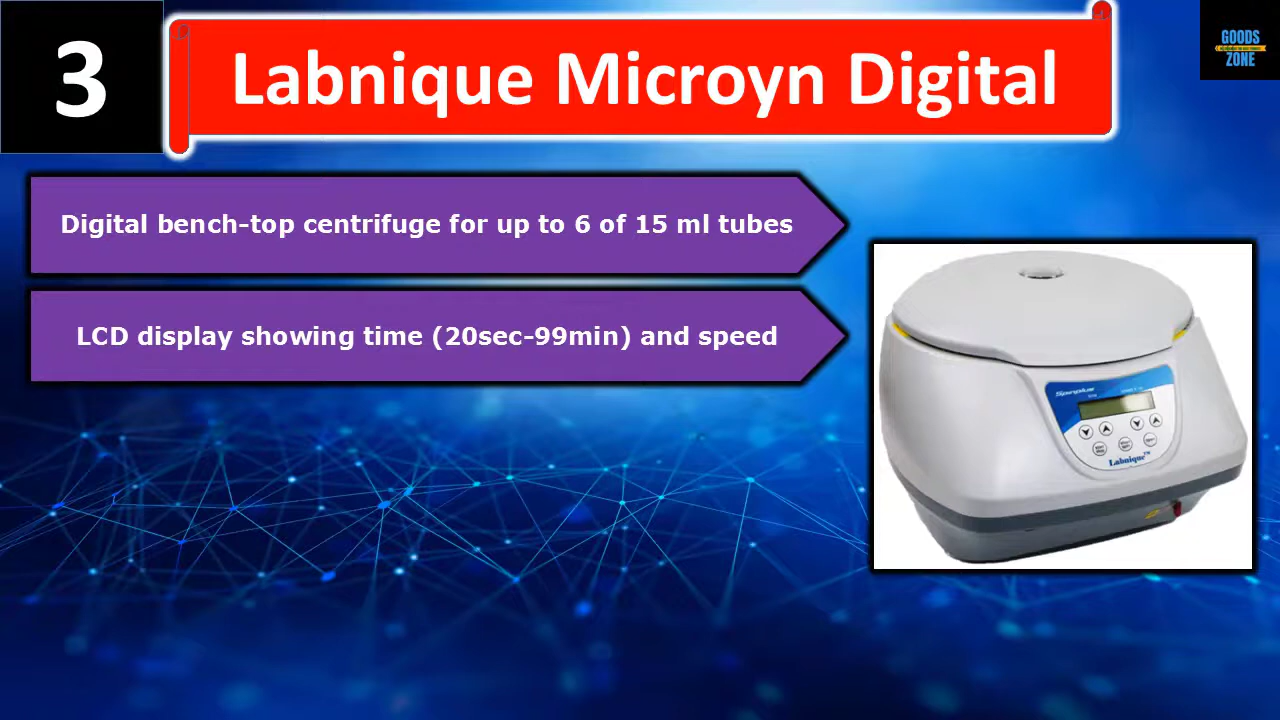 3
Labnique Microyn Digital
GOODS
ZONE
Digital bench-top centrifuge for up to 6 of 15 ml tubes
LCD display showing time (20sec-99min) and speed
Labnique™